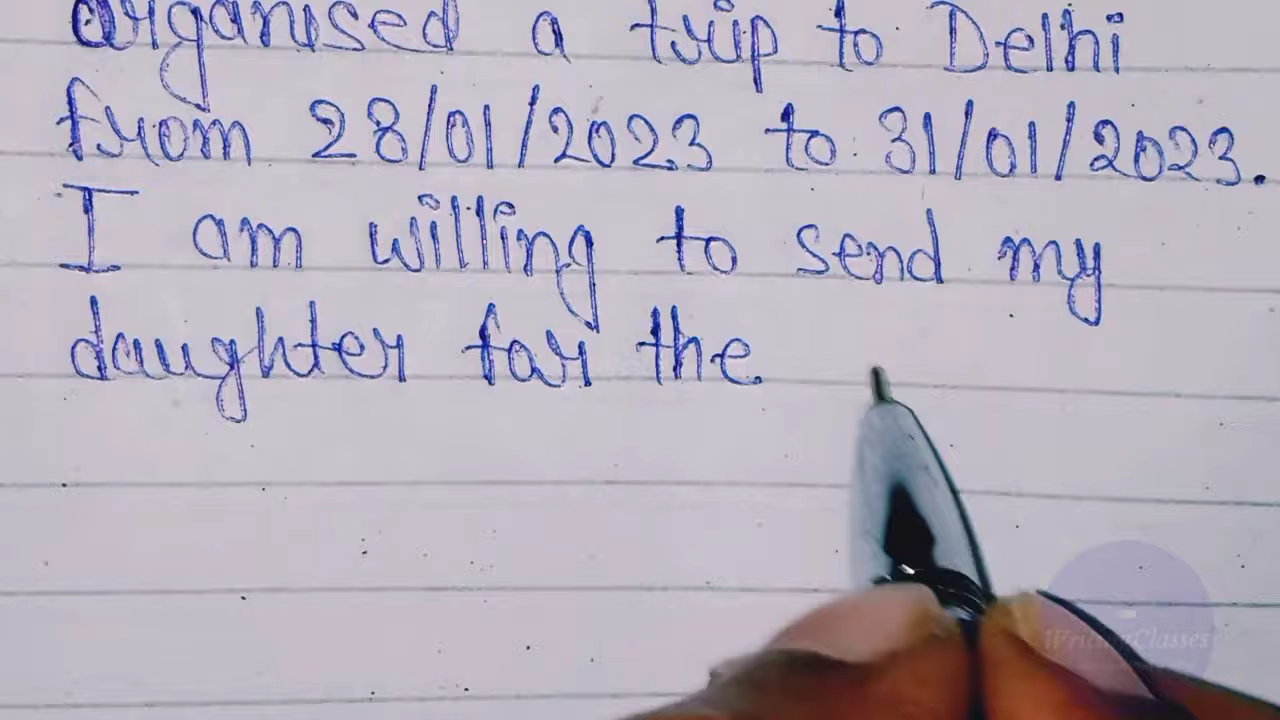 organised a trip to Delhi
from 28/01/2023 to 31/01/2023.
I am willing to send my
daughter for the
WritingClasses